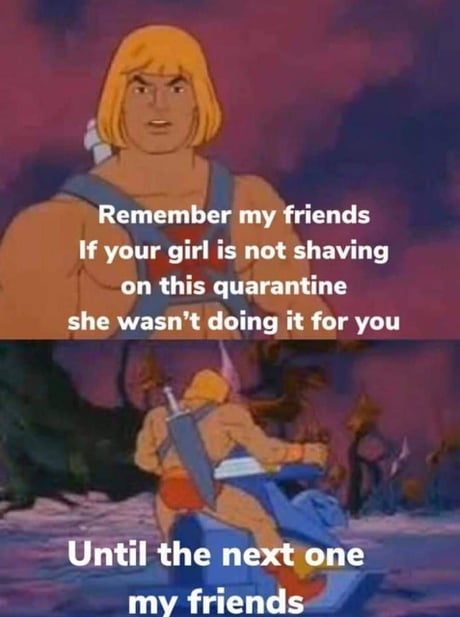 Remember my friends
If your girl is not shaving
on this quarantine
she wasn't doing it for you
Until the next one
my friends